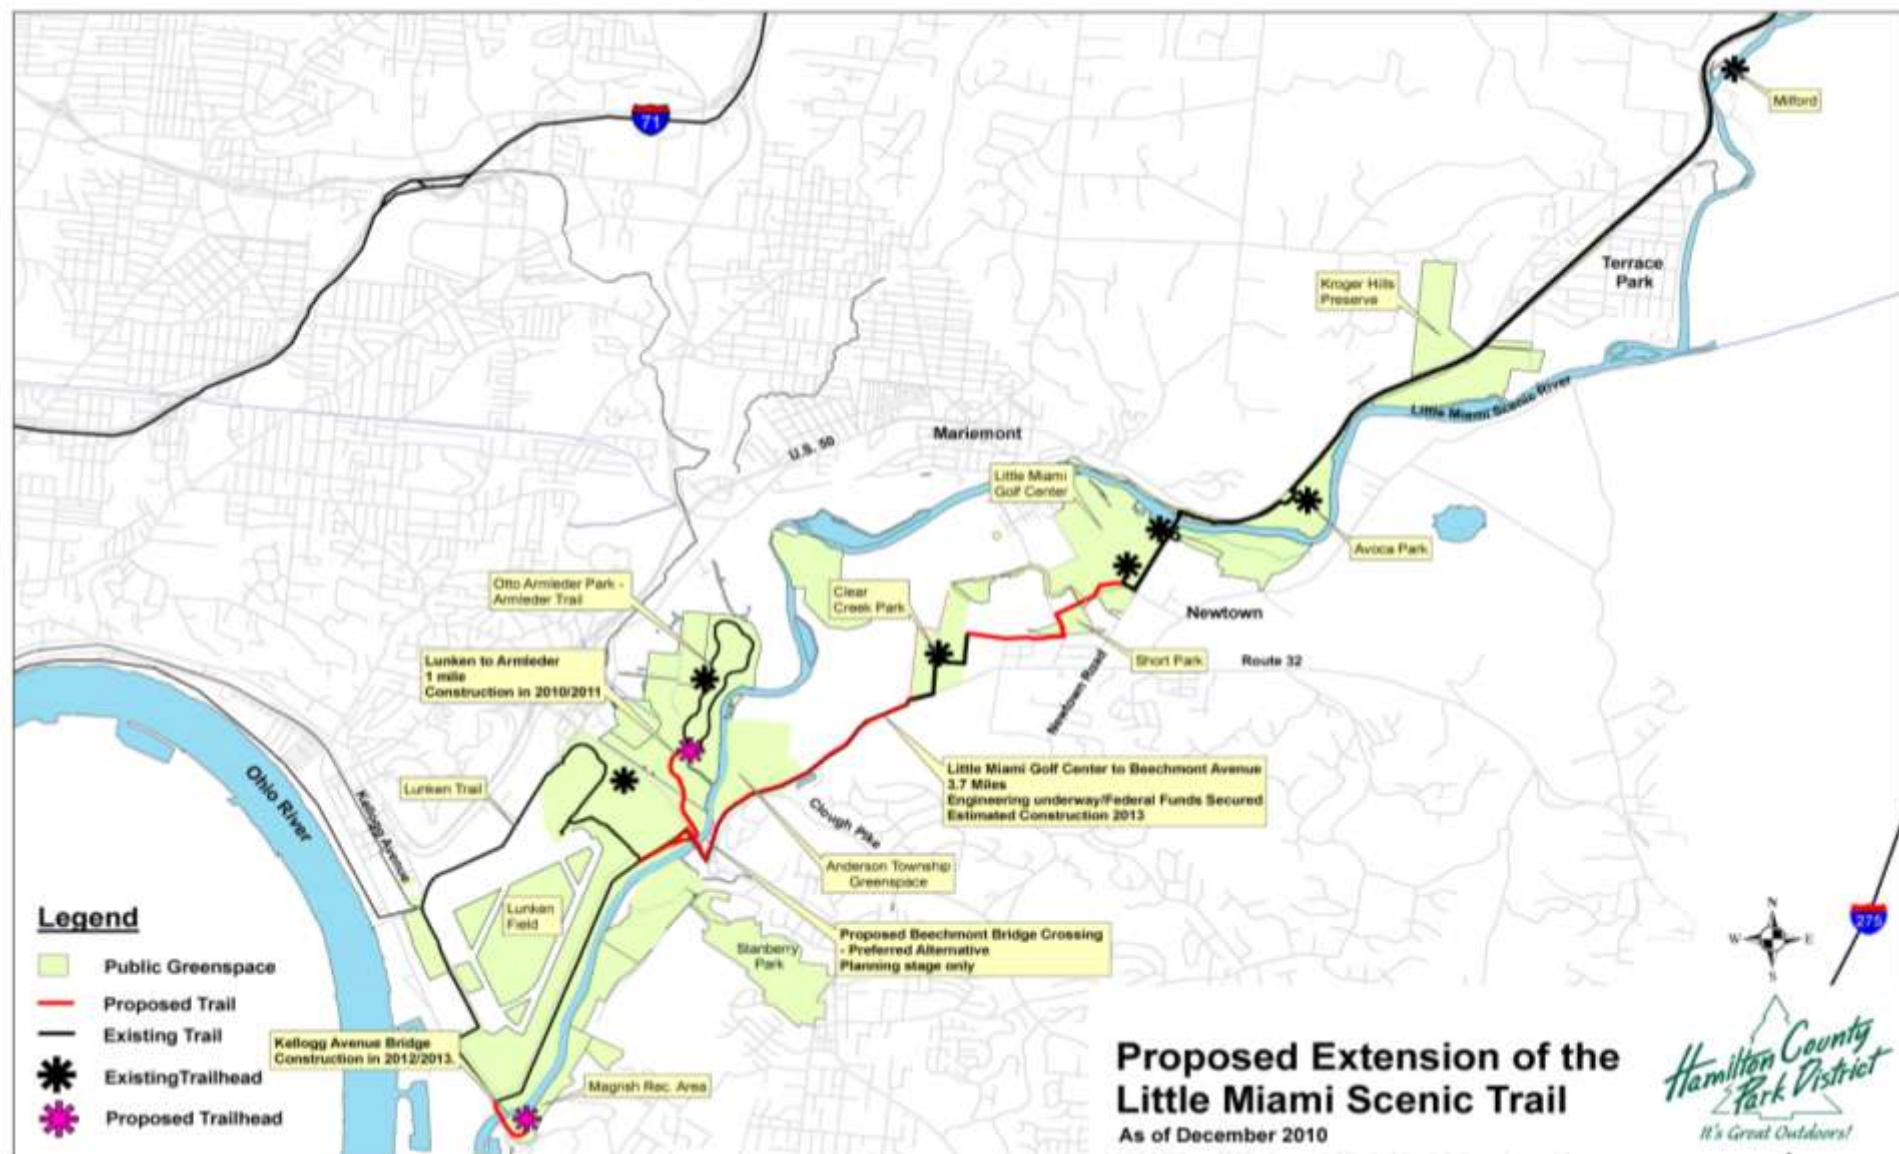 71
Milford
Terrace
Park
Kroger Hills
Preserve
Little Miami Scenic River
Mariemont
U.S. 50
Little Miami
Golf Center
Avoca Park
Otto Armleder Park -
Armleder Trail
Clear
Creek Park
Newtown
Lunken to Armleder
1 mile
Construction in 2010/2011
Short Park
Route 32
Newtown Road
Ohio River
Lunken Trail
Kellogg Avenue
Little Miami Golf Center to Beechmont Avenue
3.7 Miles
Engineering underway/Federal Funds Secured
Estimated Construction 2013
Clough Pike
Anderson Township
Greenspace
Lunken
Field
Stanberry
Park
Proposed Beechmont Bridge Crossing
- Preferred Alternative
Planning stage only
N
W
E
S
275
Legend
Public Greenspace
Proposed Trail
Existing Trail
ExistingTrailhead
Proposed Trailhead
Kellogg Avenue Bridge
Construction in 2012/2013.
Magrish Rec. Area
Proposed Extension of the
Little Miami Scenic Trail
As of December 2010
Hamilton County
Park District
It's Great Outdoors!